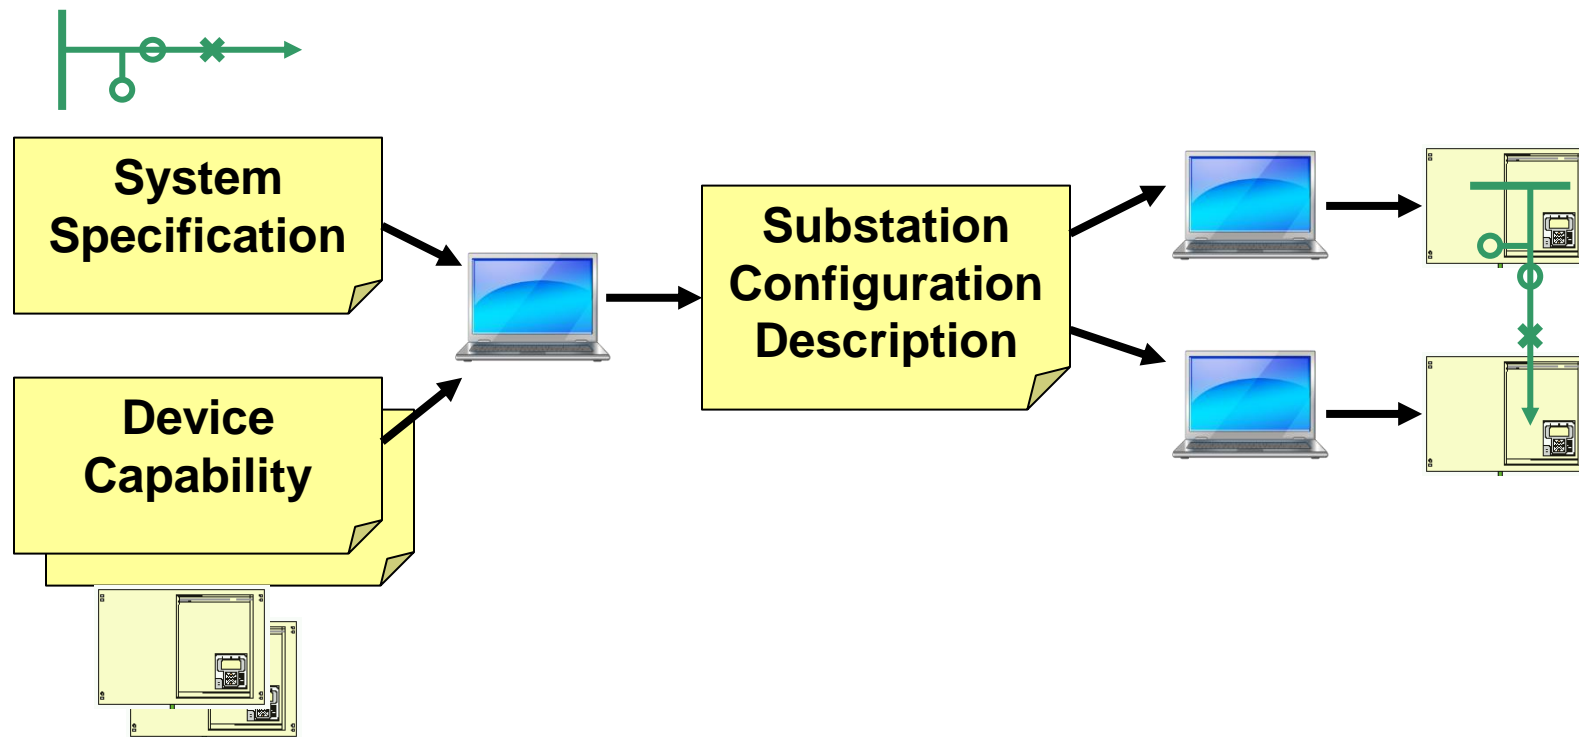 System
Specification
Device
Capability
Substation
Configuration
Description